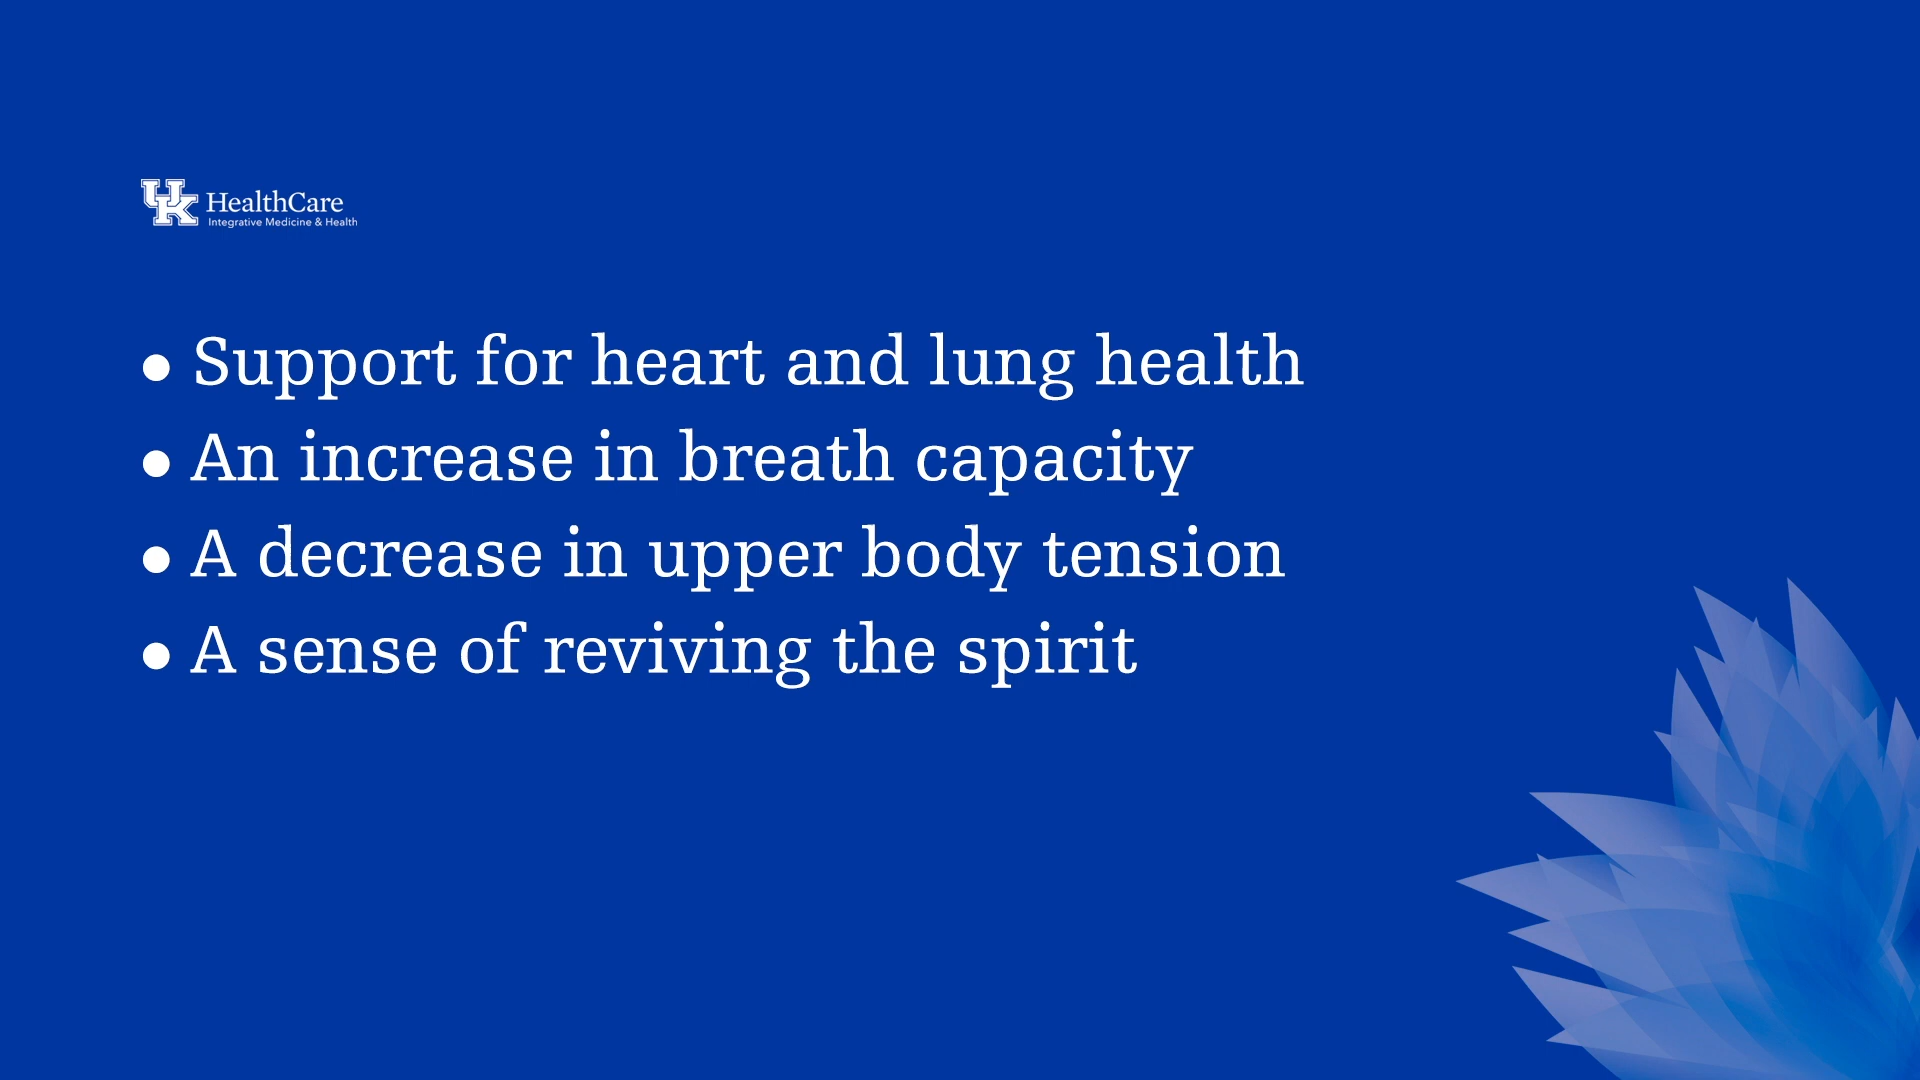 UK HealthCare
Integrative Medicine & Health
• Support for heart and lung health
• An increase in breath capacity
• A decrease in upper body tension
• A sense of reviving the spirit